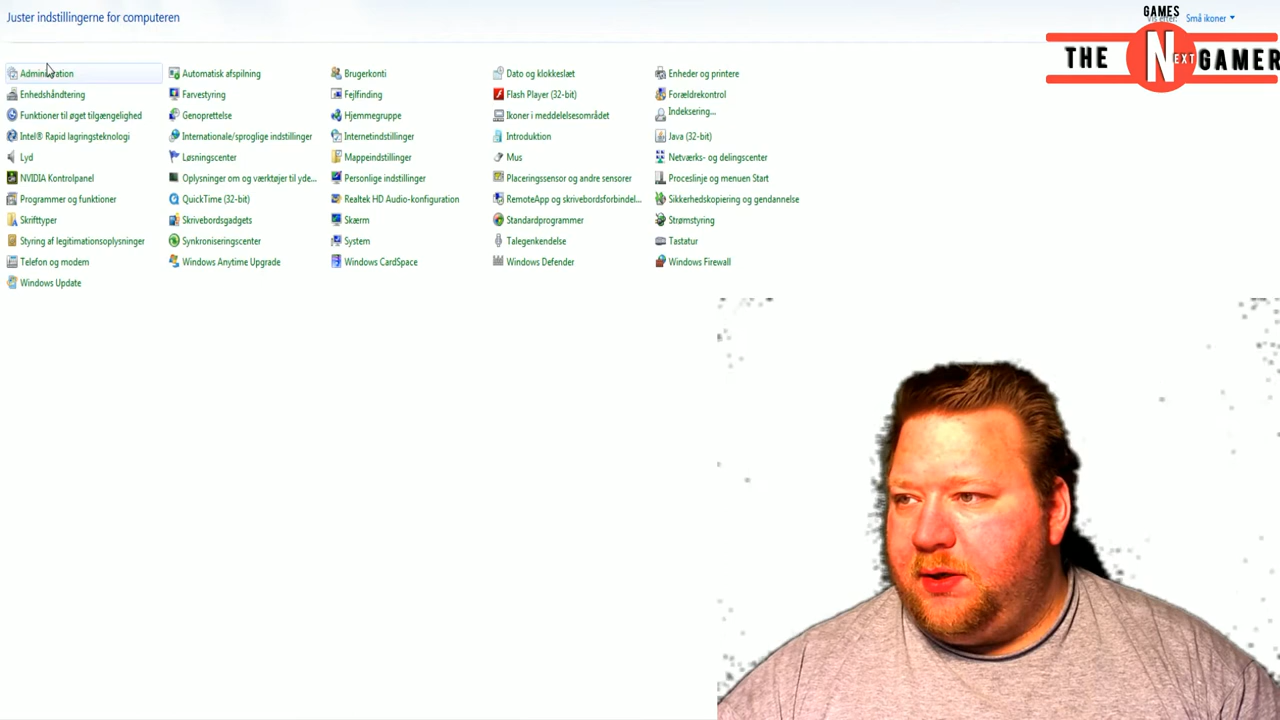 Juster indstillingerne for computeren
GAMES
Vis efter: Små ikoner
THE NEXT GAMER
Administration
Automatisk afspilning
Brugerkonti
Dato og klokkeslæt
Enheder og printere
Enhedshåndtering
Farvestyring
Fejlfinding
Flash Player (32-bit)
Forældrekontrol
Funktioner til øget tilgængelighed
Genoprettelse
Hjemmegruppe
Ikoner i meddelelsesområdet
Indeksering...
Intel® Rapid lagringsteknologi
Internationale/sproglige indstillinger
Internetindstillinger
Introduktion
Java (32-bit)
Lyd
Løsningscenter
Mappeindstillinger
Mus
Netværks- og delingscenter
NVIDIA Kontrolpanel
Oplysninger om og værktøjer til yde...
Personlige indstillinger
Placeringssensor og andre sensorer
Proceslinje og menuen Start
Programmer og funktioner
QuickTime (32-bit)
Realtek HD Audio-konfiguration
RemoteApp og skrivebordsforbindel...
Sikkerhedskopiering og gendannelse
Skrifttyper
Skrivebordsgadgets
Skærm
Standardprogrammer
Strømstyring
Styring af legitimationsoplysninger
Synkroniseringscenter
System
Talegenkendelse
Tastatur
Telefon og modem
Windows Anytime Upgrade
Windows CardSpace
Windows Defender
Windows Firewall
Windows Update